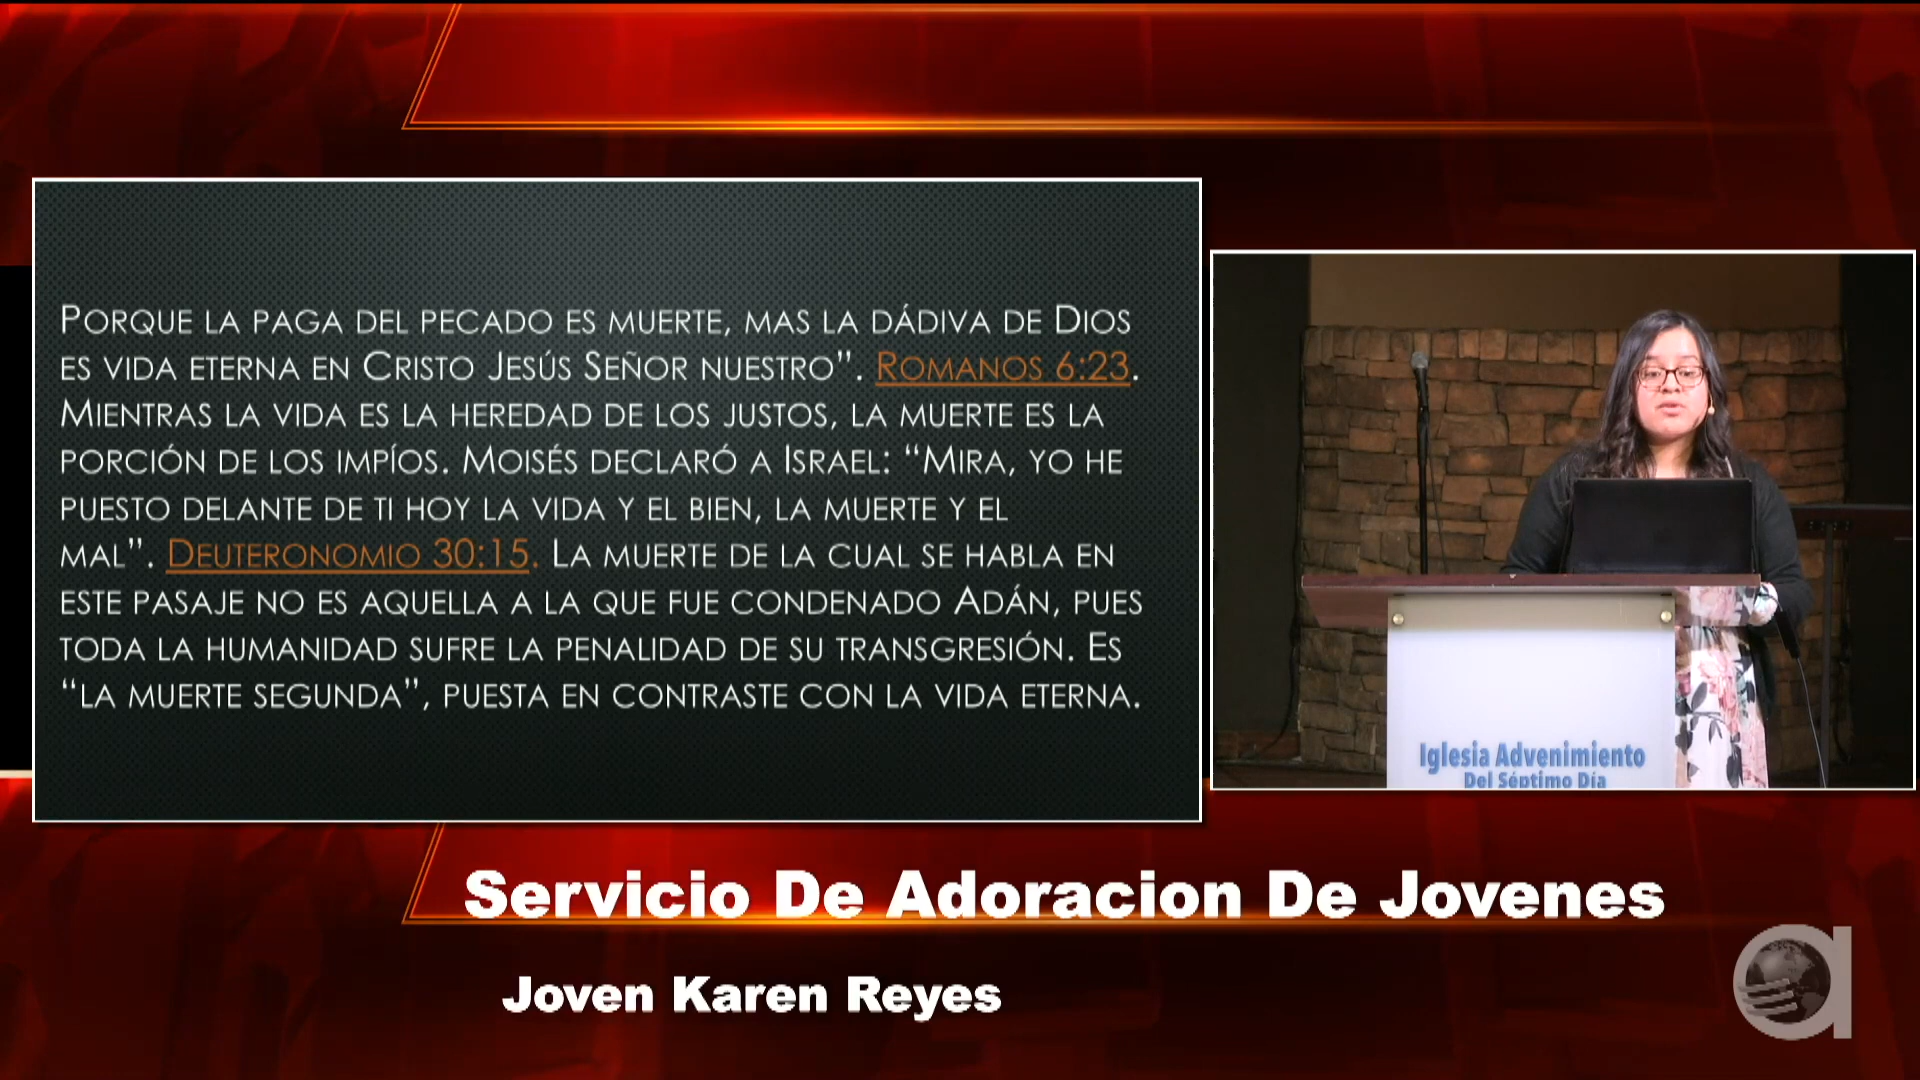 Porque la paga del pecado es muerte, mas la dádiva de Dios
es vida eterna en Cristo Jesús Señor nuestro”. Romanos 6:23.
Mientras la vida es la heredad de los justos, la muerte es la
porción de los impíos. Moisés declaró a Israel: “Mira, yo he
puesto delante de ti hoy la vida y el bien, la muerte y el
mal”. Deuteronomio 30:15. La muerte de la cual se habla en
este pasaje no es aquella a la que fue condenado Adán, pues
toda la humanidad sufre la penalidad de su transgresión. Es
“la muerte segunda”, puesta en contraste con la vida eterna.
Iglesia Advenimiento
Del Séptimo Día
Servicio De Adoracion De Jovenes
Joven Karen Reyes